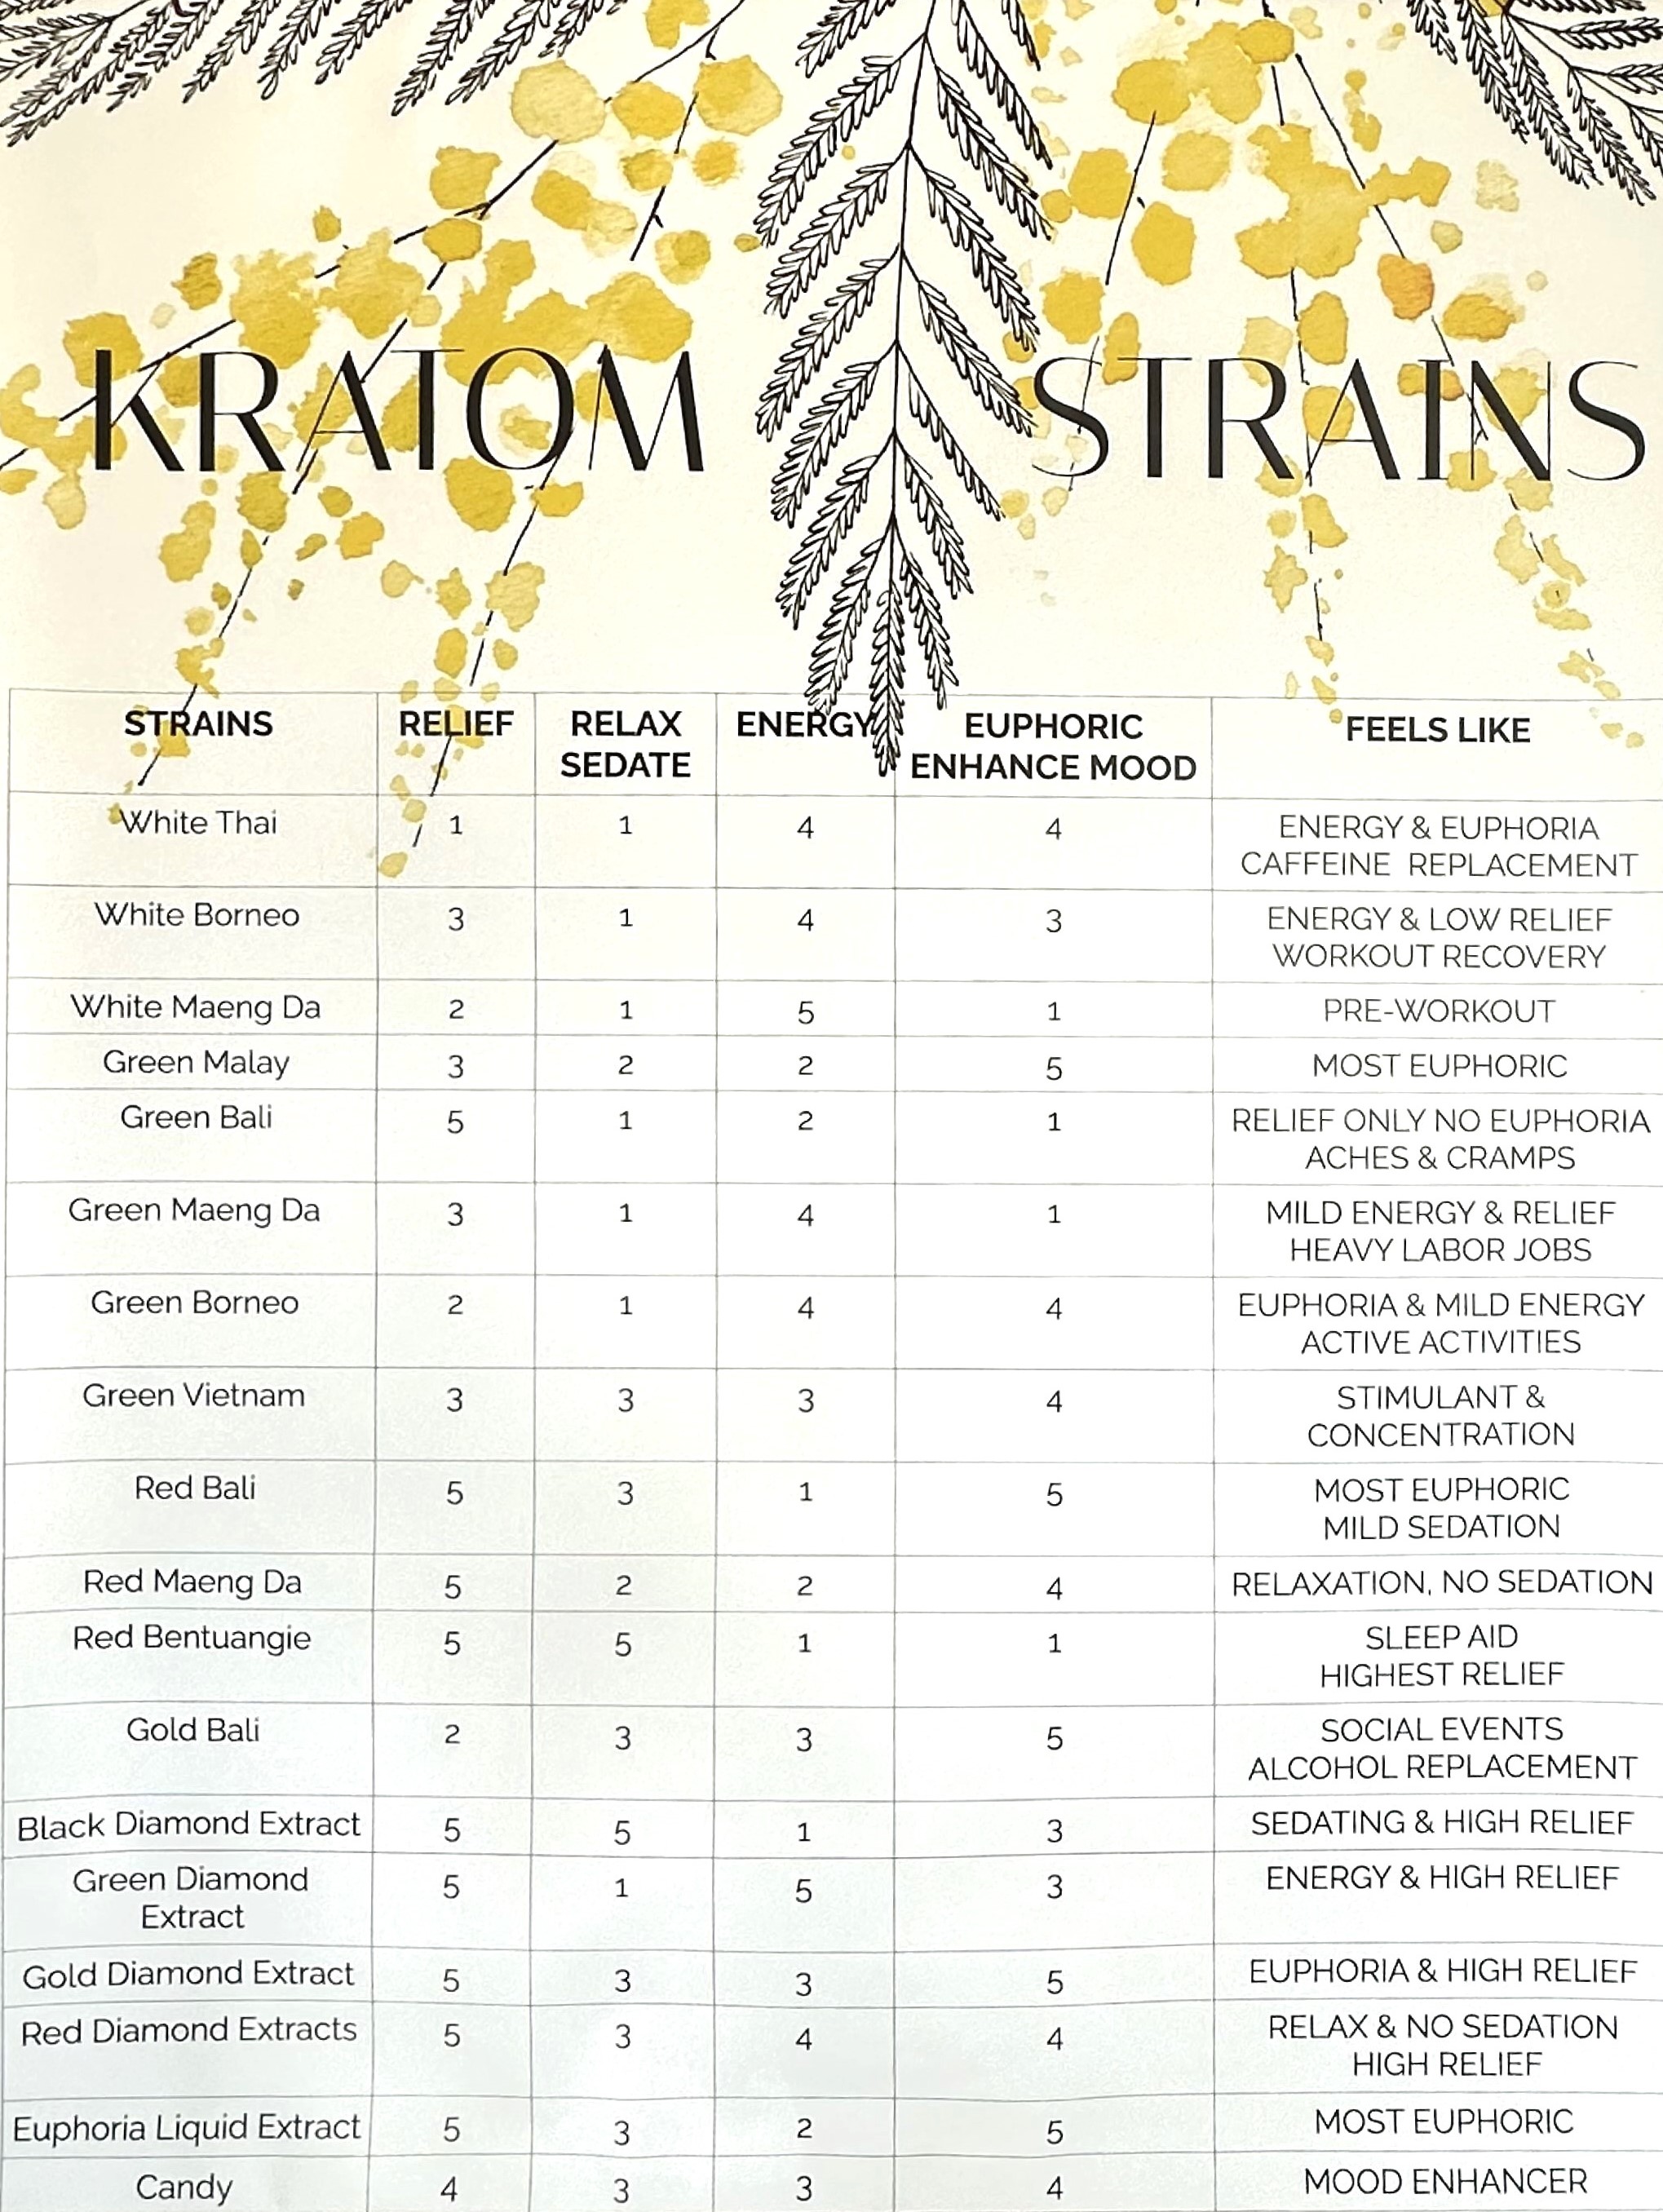 KRATOM STRAINS
STRAINS RELIEF RELAX SEDATE ENERGY EUPHORIC ENHANCE MOOD FEELS LIKE
White Thai 1 1 4 4 ENERGY & EUPHORIA
CAFFEINE REPLACEMENT
White Borneo 3 1 4 3 ENERGY & LOW RELIEF
WORKOUT RECOVERY
White Maeng Da 2 1 5 1 PRE-WORKOUT
Green Malay 3 2 2 5 MOST EUPHORIC
Green Bali 5 1 2 1 RELIEF ONLY NO EUPHORIA
ACHES & CRAMPS
Green Maeng Da 3 1 4 1 MILD ENERGY & RELIEF
HEAVY LABOR JOBS
Green Borneo 2 1 4 4 EUPHORIA & MILD ENERGY
ACTIVE ACTIVITIES
Green Vietnam 3 3 3 4 STIMULANT &
CONCENTRATION
Red Bali 5 3 1 5 MOST EUPHORIC
MILD SEDATION
Red Maeng Da 5 2 2 4 RELAXATION, NO SEDATION
Red Bentuangie 5 5 1 1 SLEEP AID
HIGHEST RELIEF
Gold Bali 2 3 3 5 SOCIAL EVENTS
ALCOHOL REPLACEMENT
Black Diamond Extract 5 5 1 3 SEDATING & HIGH RELIEF
Green Diamond Extract 5 1 5 3 ENERGY & HIGH RELIEF
Gold Diamond Extract 5 3 3 5 EUPHORIA & HIGH RELIEF
Red Diamond Extracts 5 3 4 4 RELAX & NO SEDATION
HIGH RELIEF
Euphoria Liquid Extract 5 3 2 5 MOST EUPHORIC
Candy 4 3 3 4 MOOD ENHANCER